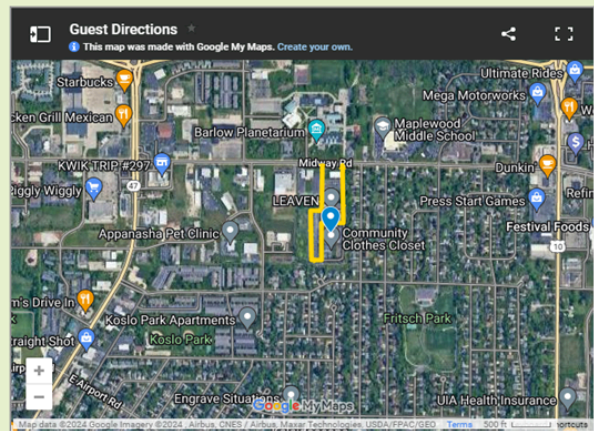 Guest Directions
This map was made with Google My Maps. Create your own.
Starbucks
Ultimate Rides
Mega Motorworks
cken Grill Mexican
Barlow Planetarium
Maplewood
Middle School
KWIK TRIP #297
Midway Rd
Dunkin'
iggly Wiggly
47
LEAVEN
Press Start Games
Refin
Appanasha Pet Clinic
Community
Clothes Closet
Festival Foods
10
m's Drive In
Koslo Park Apartments
Fritsch Park
raight Shot
Koslo Park
E Airport Rd
Engrave Situations
UIA Health Insurance
Google My Maps
Map data ©2024 Google Imagery ©2024 , Airbus, CNES / Airbus, Maxar Technologies, USDA/FPAC/GEO Terms 500 ft ortcuts